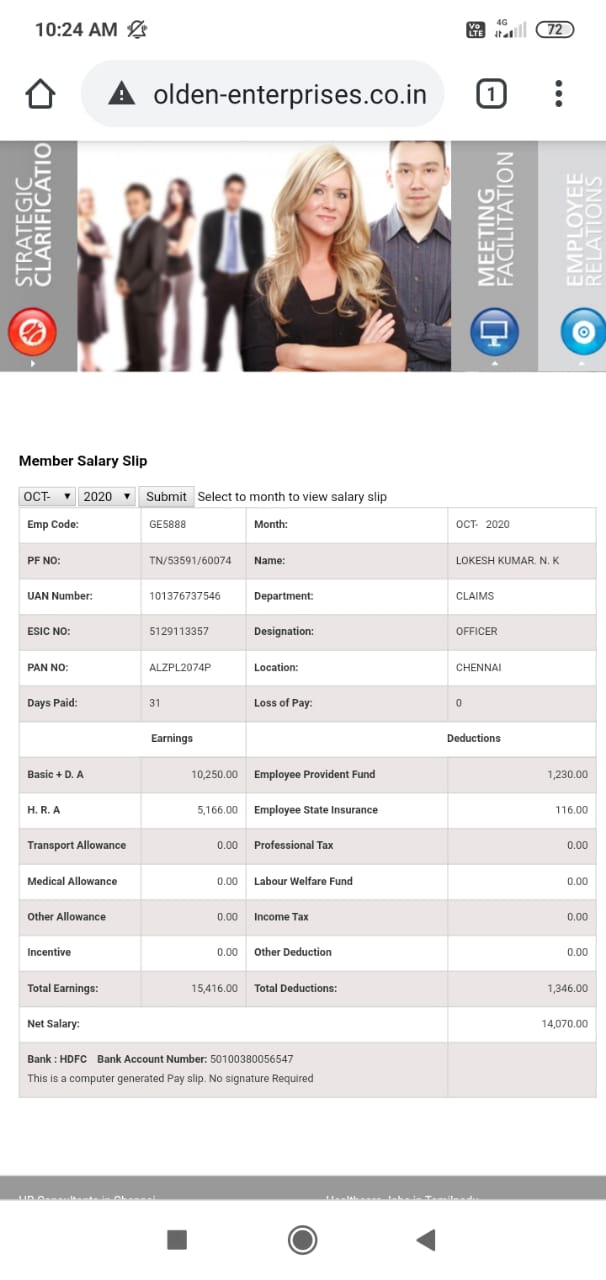 10:24 AM
Vo LTE 4G 72
olden-enterprises.co.in 1
STRATEGIC
CLARIFICATIO
MEETING
FACILITATION
EMPLOYEE
RELATIONS
Member Salary Slip
OCT- 2020 Submit Select to month to view salary slip
Emp Code: GE5888 Month: OCT- 2020
PF NO: TN/53591/60074 Name: LOKESH KUMAR. N. K
UAN Number: 101376737546 Department: CLAIMS
ESIC NO: 5129113357 Designation: OFFICER
PAN NO: ALZPL2074P Location: CHENNAI
Days Paid: 31 Loss of Pay: 0
Earnings Deductions
Basic + D. A 10,250.00 Employee Provident Fund 1,230.00
H. R. A 5,166.00 Employee State Insurance 116.00
Transport Allowance 0.00 Professional Tax 0.00
Medical Allowance 0.00 Labour Welfare Fund 0.00
Other Allowance 0.00 Income Tax 0.00
Incentive 0.00 Other Deduction 0.00
Total Earnings: 15,416.00 Total Deductions: 1,346.00
Net Salary: 14,070.00
Bank : HDFC Bank Account Number: 50100380056547
This is a computer generated Pay slip. No signature Required